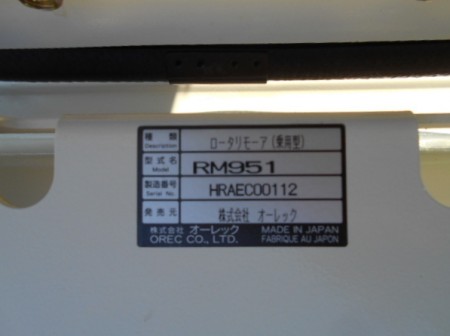 種類 Description ロータリモーア(乗用型)
型式名 Model RM951
製造番号 Serial No. HRAEC00112
発売元 株式会社 オーレック
株式会社 オーレック MADE IN JAPAN
OREC CO., LTD. FABRIQUE AU JAPON